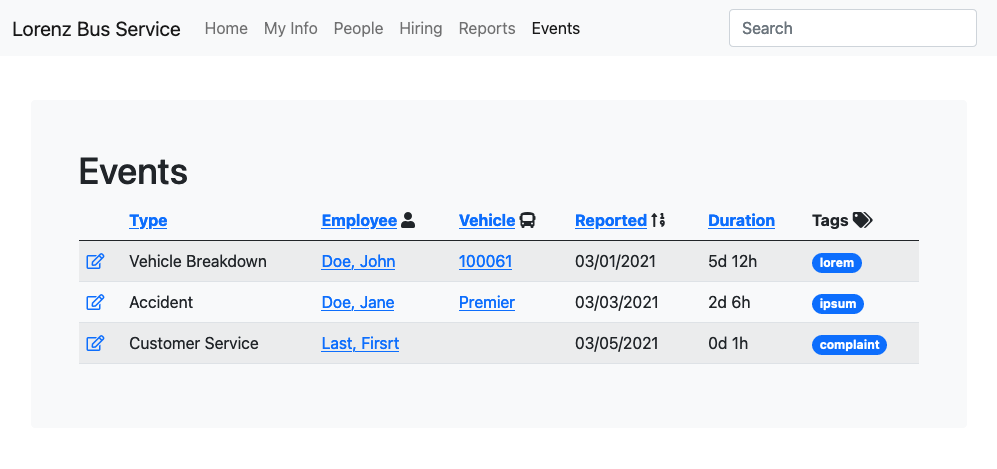 Lorenz Bus Service Home My Info People Hiring Reports Events Search
Events
Type Employee Vehicle Reported Duration Tags
Vehicle Breakdown Doe, John 100061 03/01/2021 5d 12h lorem
Accident Doe, Jane Premier 03/03/2021 2d 6h ipsum
Customer Service Last, Firsrt 03/05/2021 0d 1h complaint